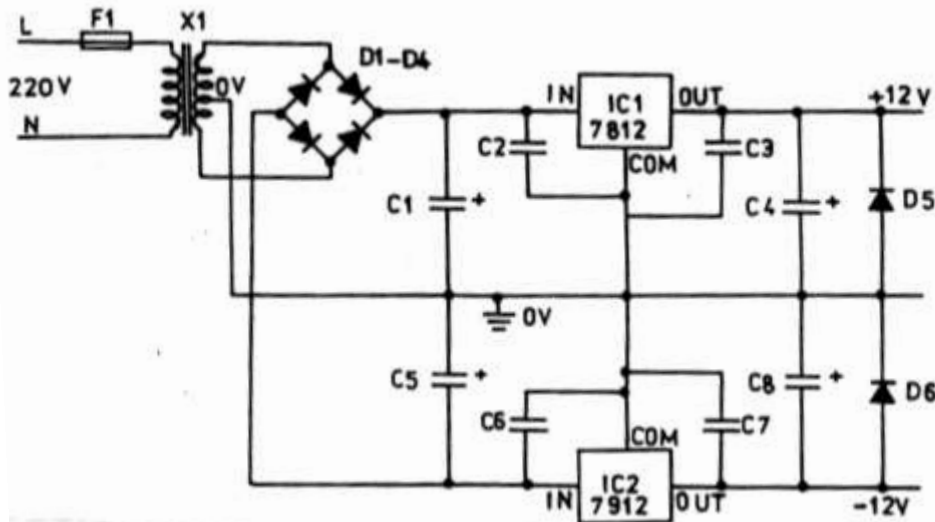 L
F1
X1
D1-D4
220V
0V
N
IN
IC1
7812
OUT
+12V
C2
COM
C3
C1
+
C4
+
D5
0V
C5
+
C6
COM
C7
C8
+
D6
IN
IC2
7912
OUT
-12V